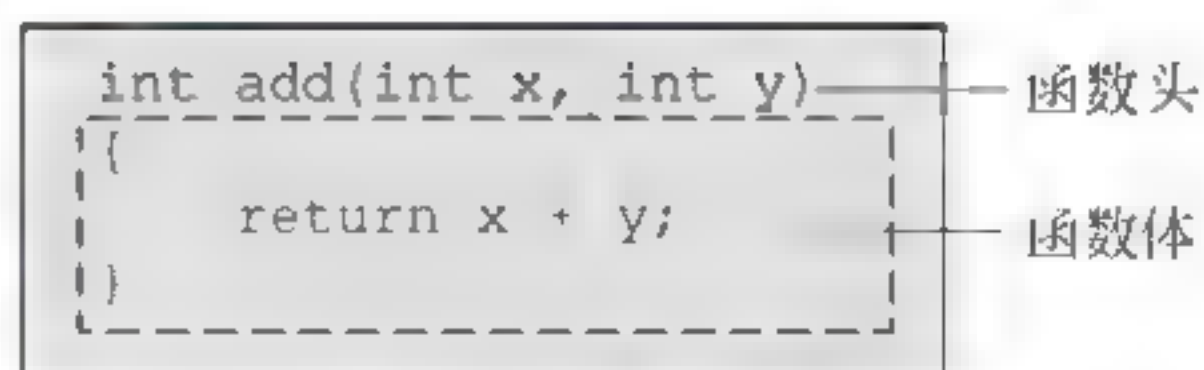 int add(int x, int y) 函数头
{
return x + y; 函数体
}